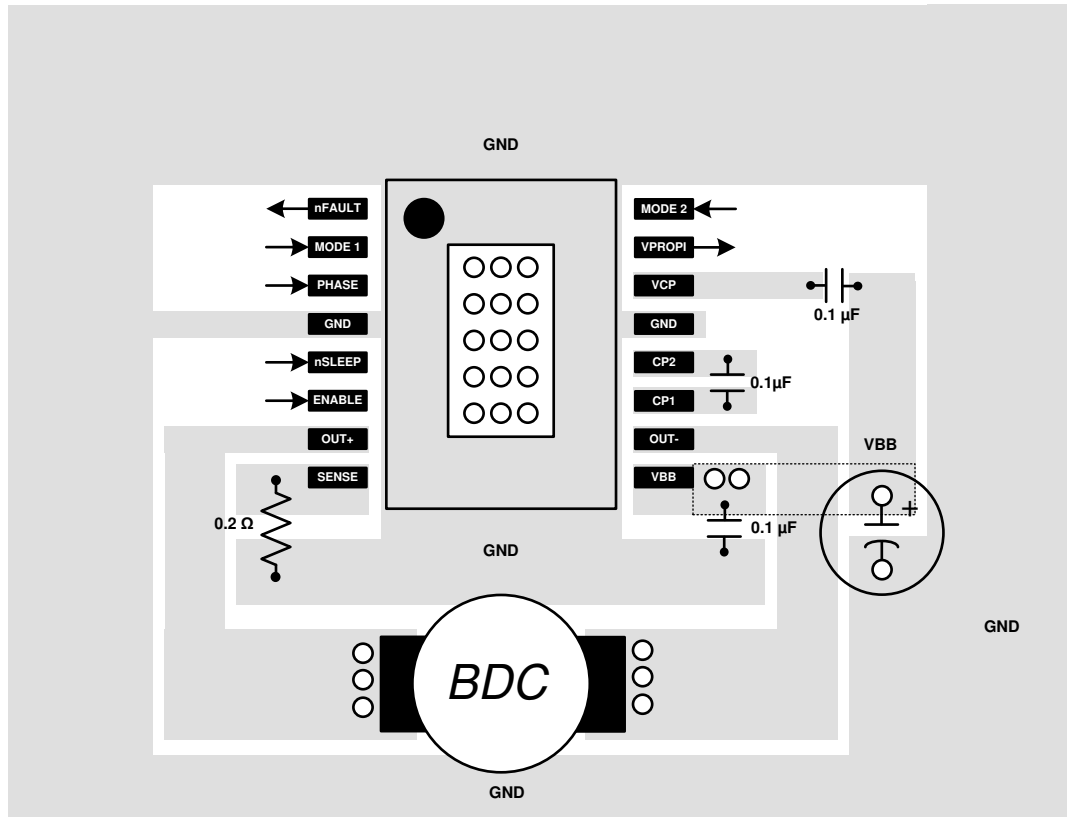 GND
nFAULT
MODE 2
MODE 1
VPROPI
PHASE
VCP
0.1 µF
GND
GND
nSLEEP
CP2
0.1µF
ENABLE
CP1
OUT+
OUT-
VBB
SENSE
VBB
+
0.2 Ω
0.1 µF
GND
GND
BDC
GND